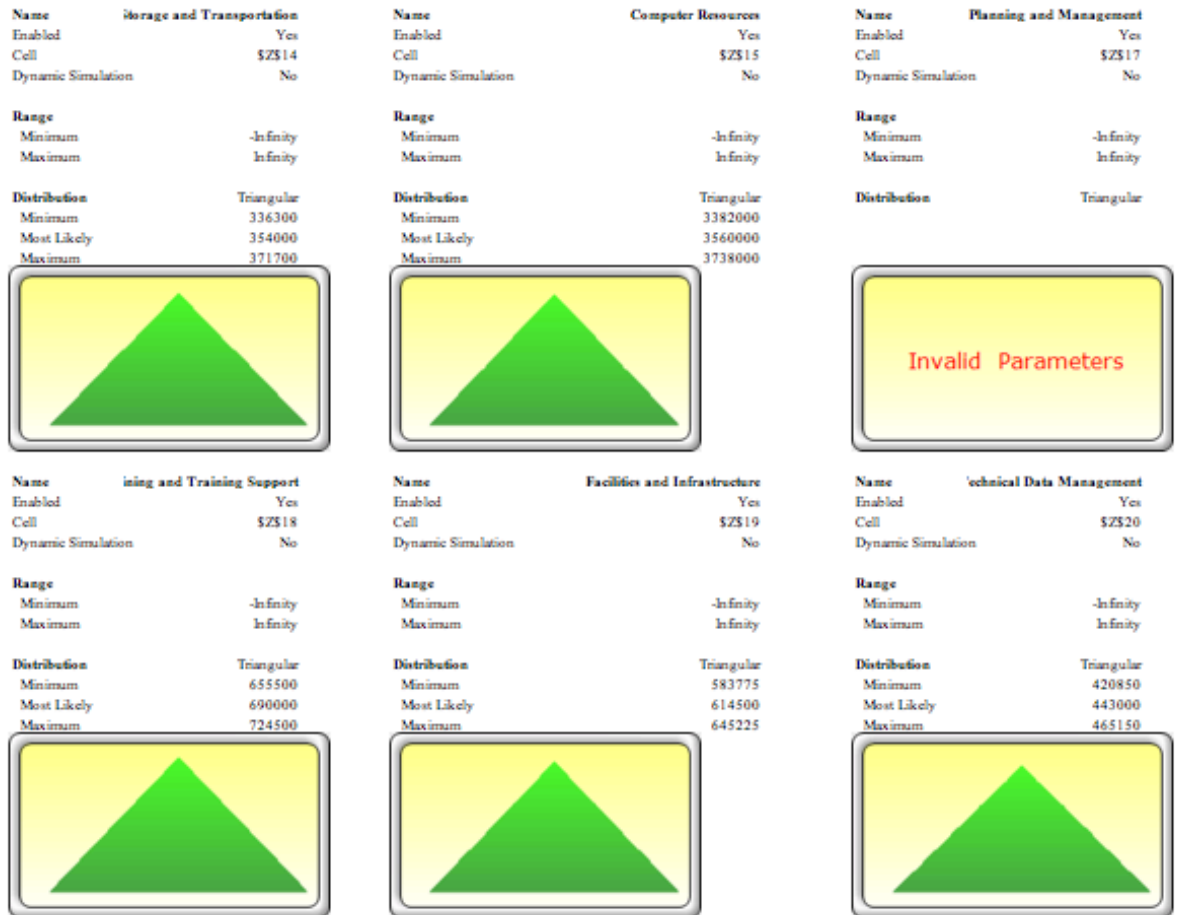 Name Storage and Transportation
Enabled Yes
Cell $Z$14
Dynamic Simulation No
Range
Minimum -Infinity
Maximum Infinity
Distribution Triangular
Minimum 336300
Most Likely 354000
Maximum 371700
Name Computer Resources
Enabled Yes
Cell $Z$15
Dynamic Simulation No
Range
Minimum -Infinity
Maximum Infinity
Distribution Triangular
Minimum 3382000
Most Likely 3560000
Maximum 3738000
Name Planning and Management
Enabled Yes
Cell $Z$17
Dynamic Simulation No
Range
Minimum -Infinity
Maximum Infinity
Distribution Triangular
Invalid Parameters
Name ining and Training Support
Enabled Yes
Cell $Z$18
Dynamic Simulation No
Range
Minimum -Infinity
Maximum Infinity
Distribution Triangular
Minimum 655500
Most Likely 690000
Maximum 724500
Name Facilities and Infrastructure
Enabled Yes
Cell $Z$19
Dynamic Simulation No
Range
Minimum -Infinity
Maximum Infinity
Distribution Triangular
Minimum 583775
Most Likely 614500
Maximum 645225
Name echnical Data Management
Enabled Yes
Cell $Z$20
Dynamic Simulation No
Range
Minimum -Infinity
Maximum Infinity
Distribution Triangular
Minimum 420850
Most Likely 443000
Maximum 465150